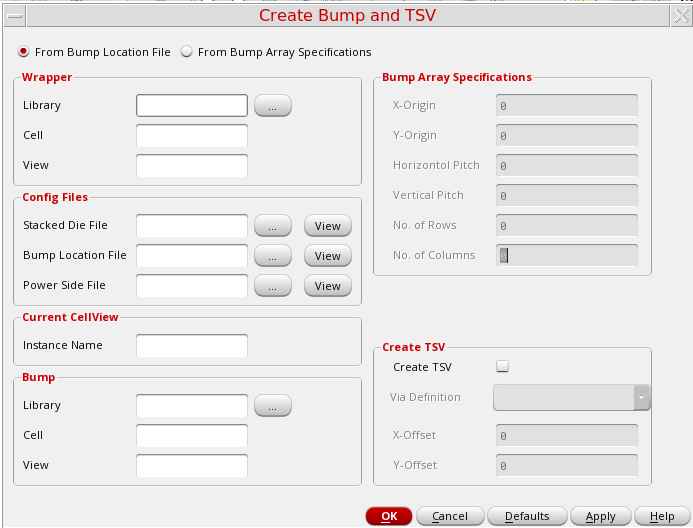 Create Bump and TSV
From Bump Location File
From Bump Array Specifications
Wrapper
Library
...
Cell
View
Config Files
Stacked Die File
...
View
Bump Location File
...
View
Power Side File
...
View
Current CellView
Instance Name
Bump
Library
...
Cell
View
Bump Array Specifications
X-Origin
0
Y-Origin
0
Horizontol Pitch
0
Vertical Pitch
0
No. of Rows
0
No. of Columns
0
Create TSV
Create TSV
Via Definition
X-Offset
0
Y-Offset
0
OK
Cancel
Defaults
Apply
Help